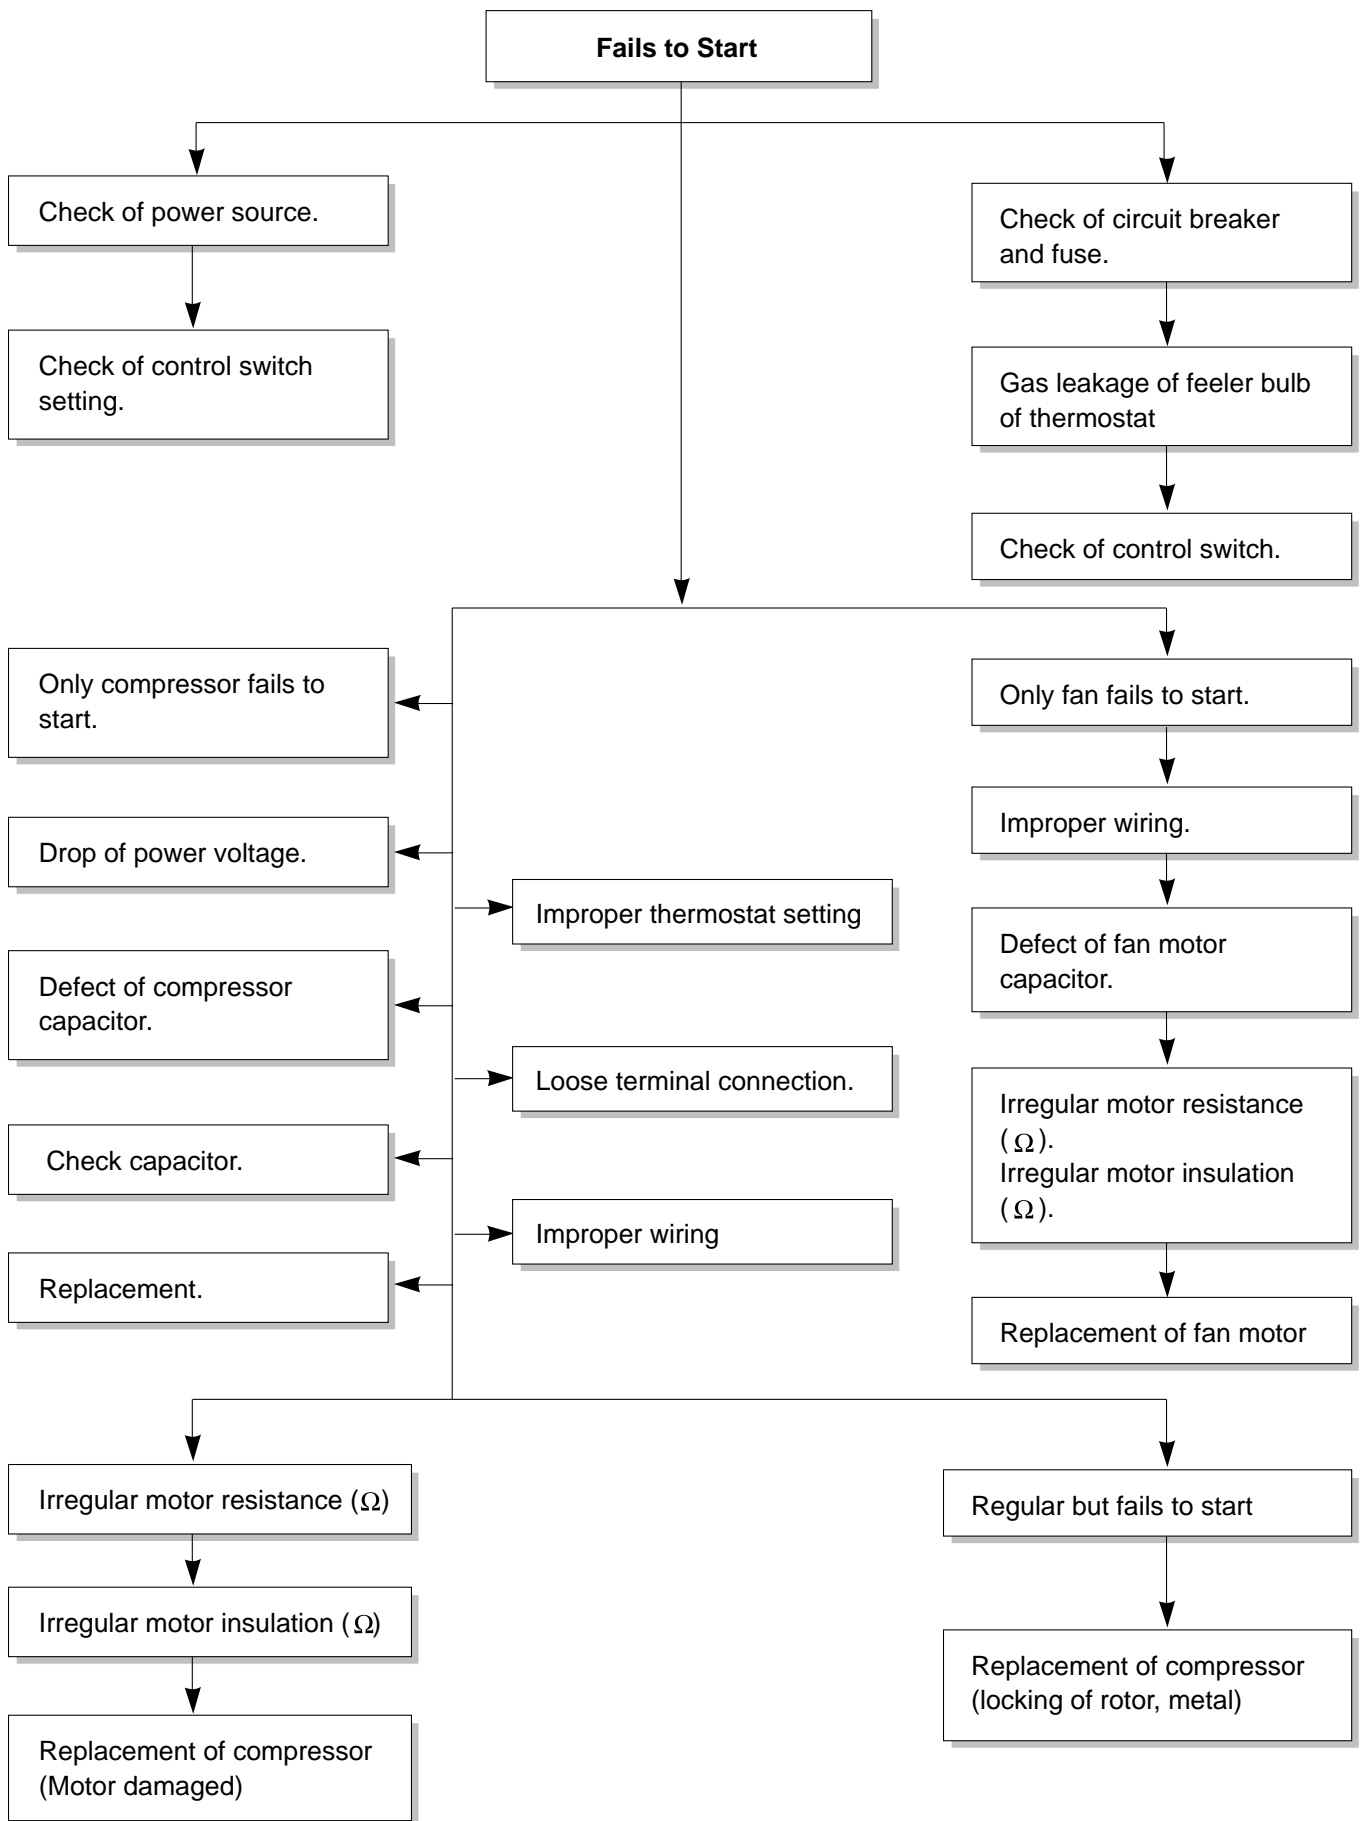 Fails to Start
Check of power source.
Check of control switch
setting.
Check of circuit breaker
and fuse.
Gas leakage of feeler bulb
of thermostat
Check of control switch.
Only compressor fails to
start.
Drop of power voltage.
Defect of compressor
capacitor.
Check capacitor.
Replacement.
Improper thermostat setting
Loose terminal connection.
Improper wiring
Only fan fails to start.
Improper wiring.
Defect of fan motor
capacitor.
Irregular motor resistance
(Ω).
Irregular motor insulation
(Ω).
Replacement of fan motor
Irregular motor resistance (Ω)
Irregular motor insulation (Ω)
Replacement of compressor
(Motor damaged)
Regular but fails to start
Replacement of compressor
(locking of rotor, metal)